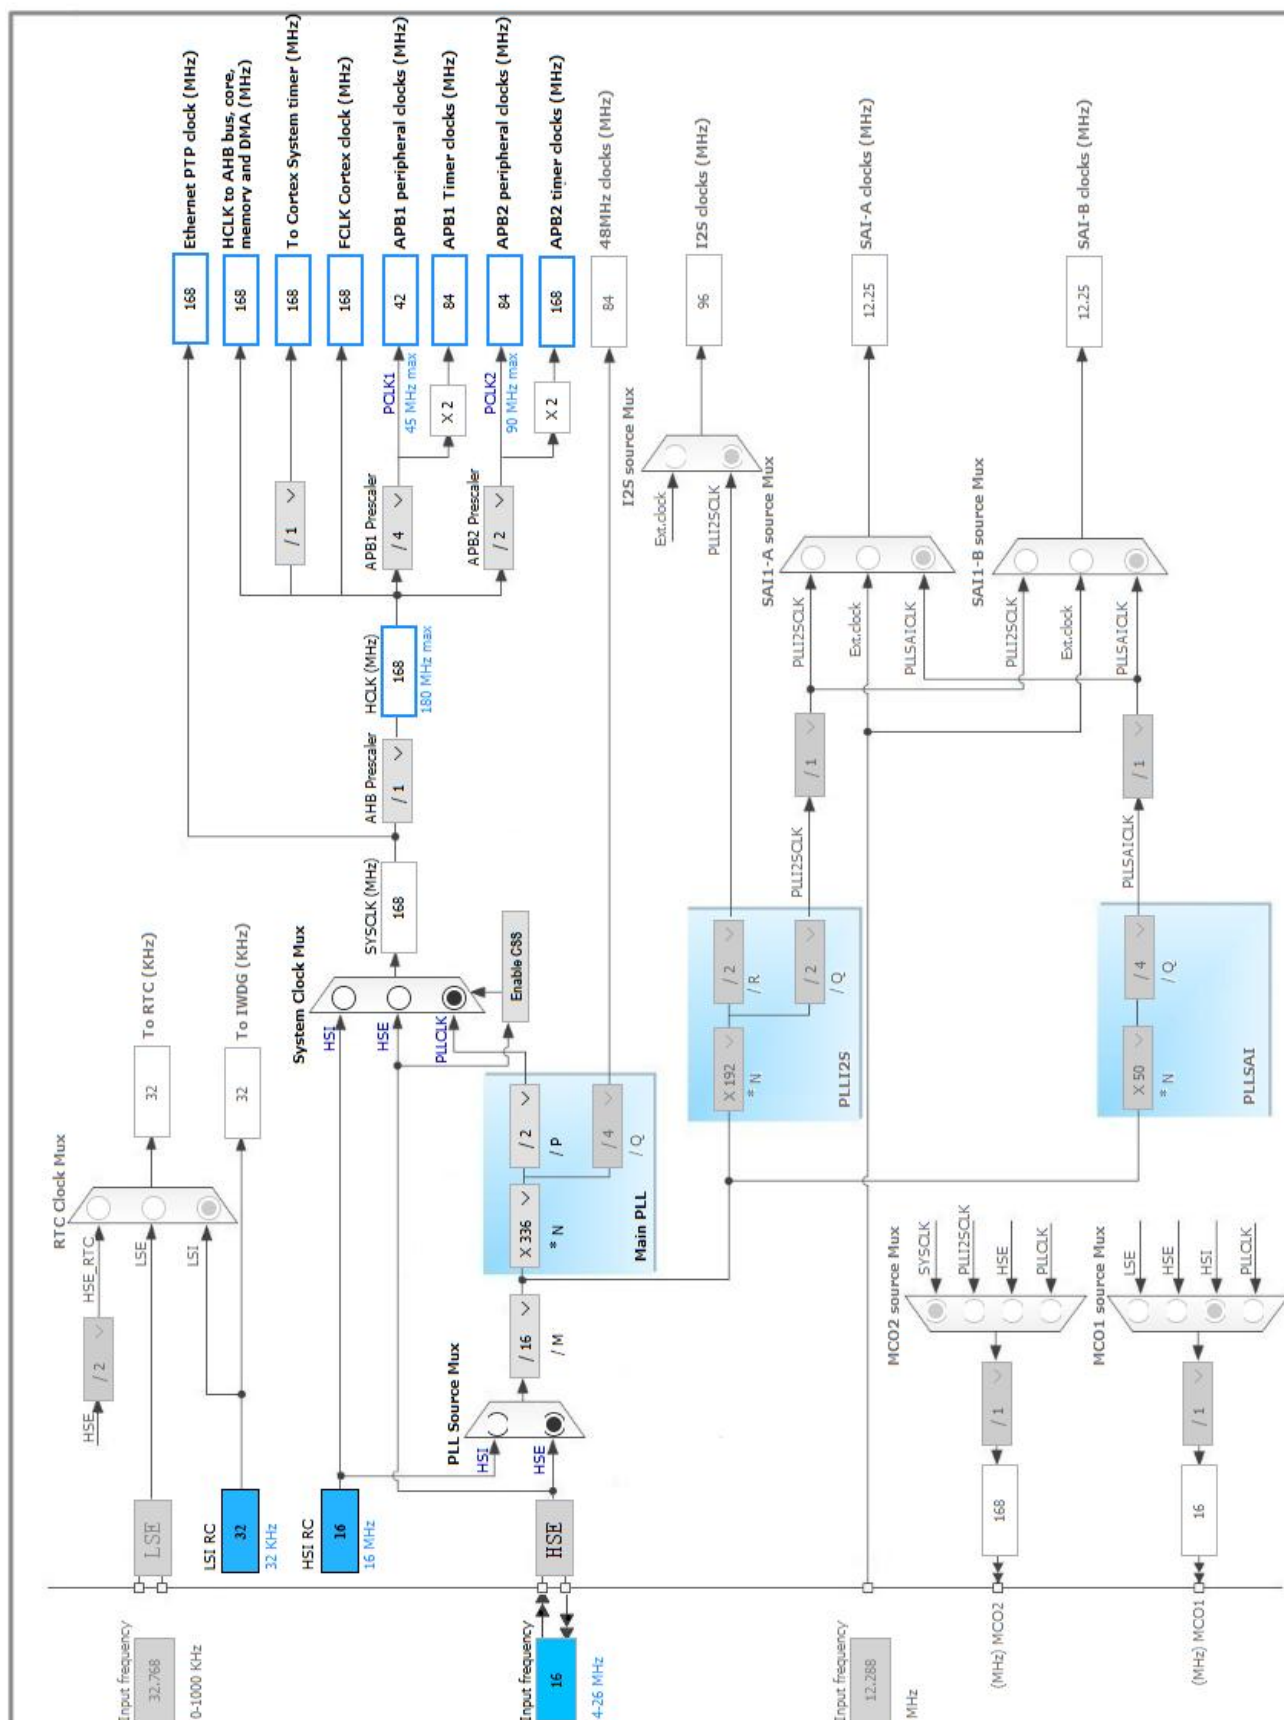 Input frequency
32.768
0-1000 KHz
LSE
HSE
/ 2
HSE_RTC
LSE
LSI
RTC Clock Mux
32
To RTC (KHz)
LSI RC
32
32 KHz
32
To IWDG (KHz)
HSI RC
16
16 MHz
System Clock Mux
HSI
HSE
PLLCLK
Enable CSS
SYSCLK (MHz)
168
AHB Prescaler
/ 1
HCLK (MHz)
168
180 MHz max
168
Ethernet PTP clock (MHz)
168
HCLK to AHB bus, core,
memory and DMA (MHz)
/ 1
168
To Cortex System timer (MHz)
168
FCLK Cortex clock (MHz)
APB1 Prescaler
/ 4
PCLK1
45 MHz max
42
APB1 peripheral clocks (MHz)
X 2
84
APB1 Timer clocks (MHz)
APB2 Prescaler
/ 2
PCLK2
90 MHz max
84
APB2 peripheral clocks (MHz)
X 2
168
APB2 timer clocks (MHz)
84
48MHz clocks (MHz)
Input frequency
16
4-26 MHz
HSE
PLL Source Mux
HSI
HSE
/ 16
/ M
X 336
* N
/ 2
/ P
/ 4
/ Q
Main PLL
I2S source Mux
Ext.clock
PLLI2SCLK
96
I2S clocks (MHz)
X 192
* N
/ 2
/ R
/ 2
/ Q
PLLI2S
PLLI2SCLK
/ 1
SAI1-A source Mux
PLLI2SCLK
Ext.clock
PLLSAICLK
12.25
SAI-A clocks (MHz)
Input frequency
12.288
MHz
SAI1-B source Mux
PLLI2SCLK
Ext.clock
PLLSAICLK
12.25
SAI-B clocks (MHz)
X 50
* N
/ 4
/ Q
PLLSAI
PLLSAICLK
/ 1
MCO2 source Mux
SYSCLK
PLLI2SCLK
HSE
PLLCLK
/ 1
168
(MHz) MCO2
MCO1 source Mux
LSE
HSE
HSI
PLLCLK
/ 1
16
(MHz) MCO1